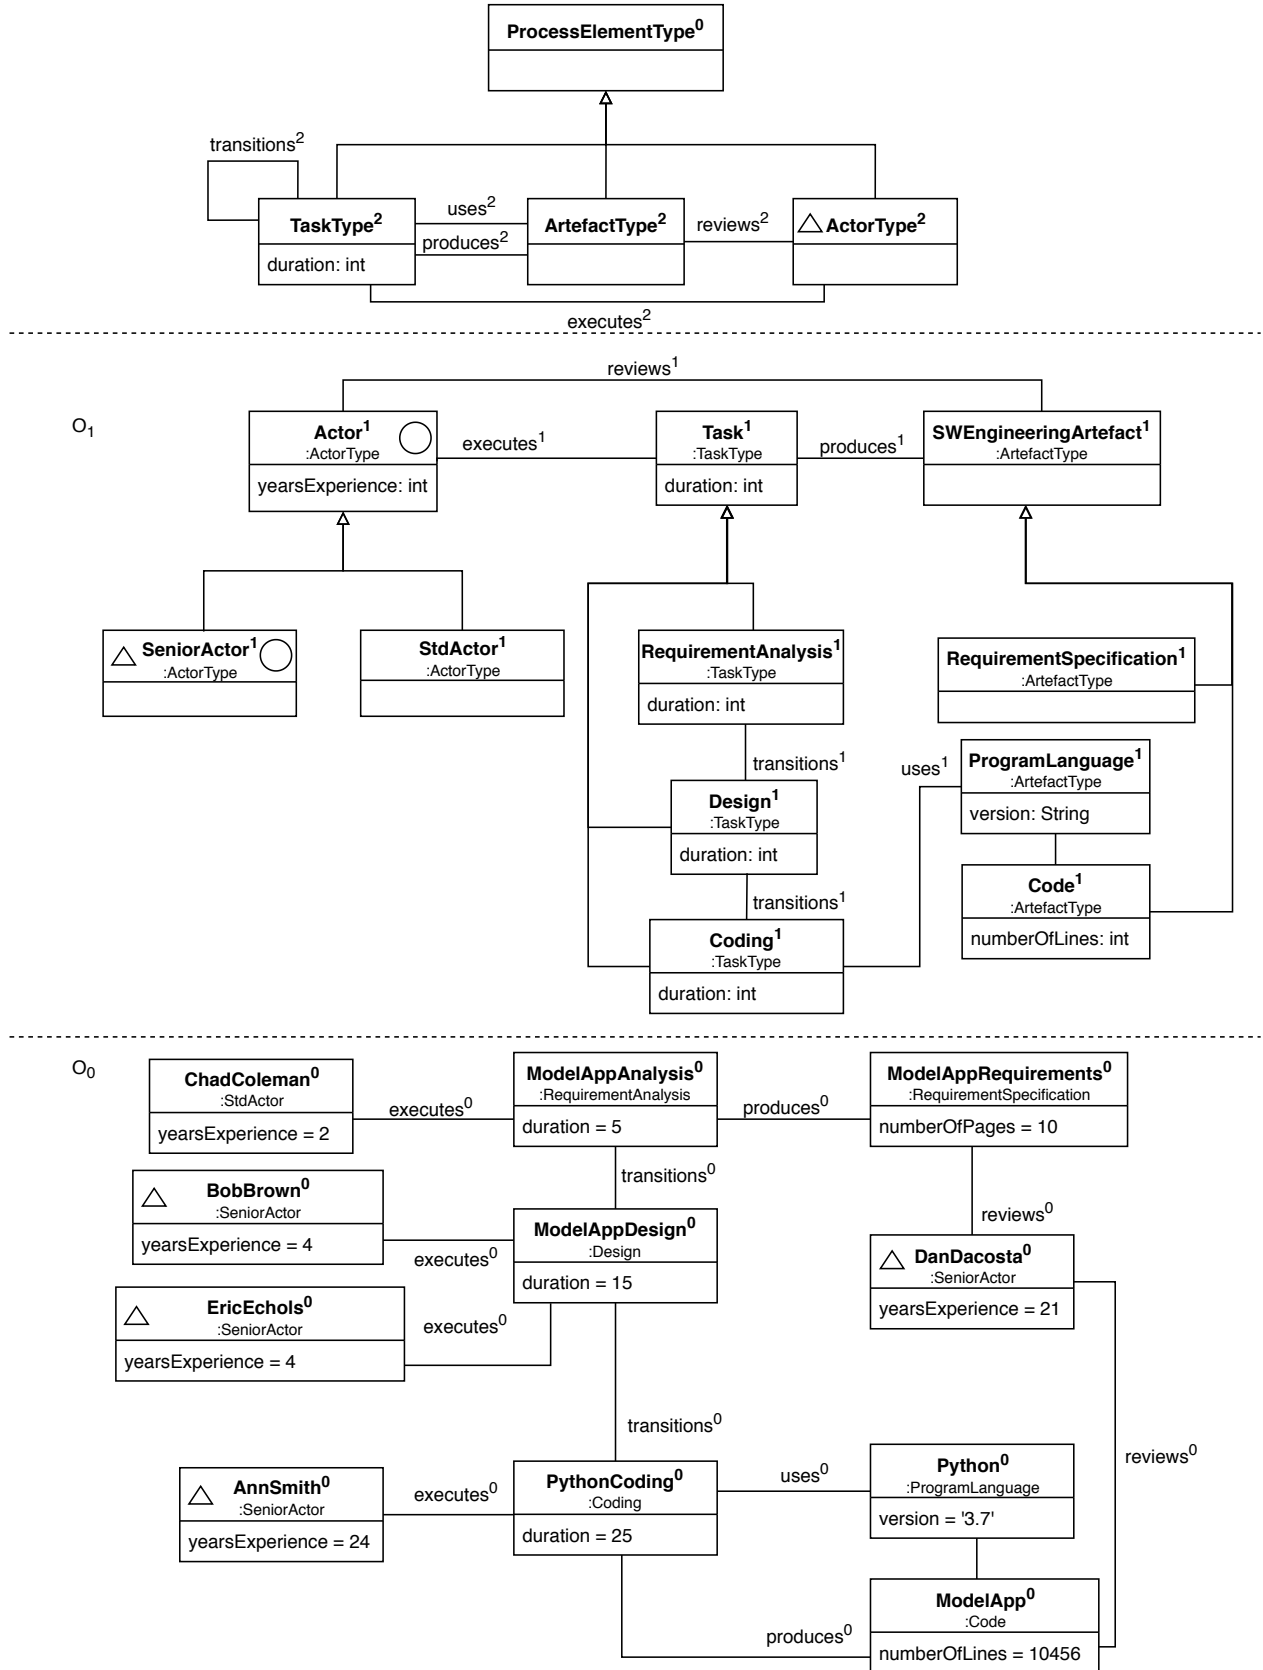 ProcessElementType⁰
transitions²
TaskType²
duration: int
uses²
produces²
ArtefactType²
reviews²
ActorType²
executes²
O₁
reviews¹
Actor¹
:ActorType
yearsExperience: int
executes¹
Task¹
:TaskType
duration: int
produces¹
SWEngineeringArtefact¹
:ArtefactType
SeniorActor¹
:ActorType
StdActor¹
:ActorType
RequirementAnalysis¹
:TaskType
duration: int
RequirementSpecification¹
:ArtefactType
transitions¹
uses¹
ProgramLanguage¹
:ArtefactType
version: String
Design¹
:TaskType
duration: int
transitions¹
Code¹
:ArtefactType
numberOfLines: int
Coding¹
:TaskType
duration: int
O₀
ChadColeman⁰
:StdActor
yearsExperience = 2
executes⁰
ModelAppAnalysis⁰
:RequirementAnalysis
duration = 5
produces⁰
ModelAppRequirements⁰
:RequirementSpecification
numberOfPages = 10
transitions⁰
BobBrown⁰
:SeniorActor
yearsExperience = 4
executes⁰
ModelAppDesign⁰
:Design
duration = 15
reviews⁰
DanDacosta⁰
:SeniorActor
yearsExperience = 21
EricEchols⁰
:SeniorActor
yearsExperience = 4
executes⁰
transitions⁰
reviews⁰
AnnSmith⁰
:SeniorActor
yearsExperience = 24
executes⁰
PythonCoding⁰
:Coding
duration = 25
uses⁰
Python⁰
:ProgramLanguage
version = '3.7'
produces⁰
ModelApp⁰
:Code
numberOfLines = 10456